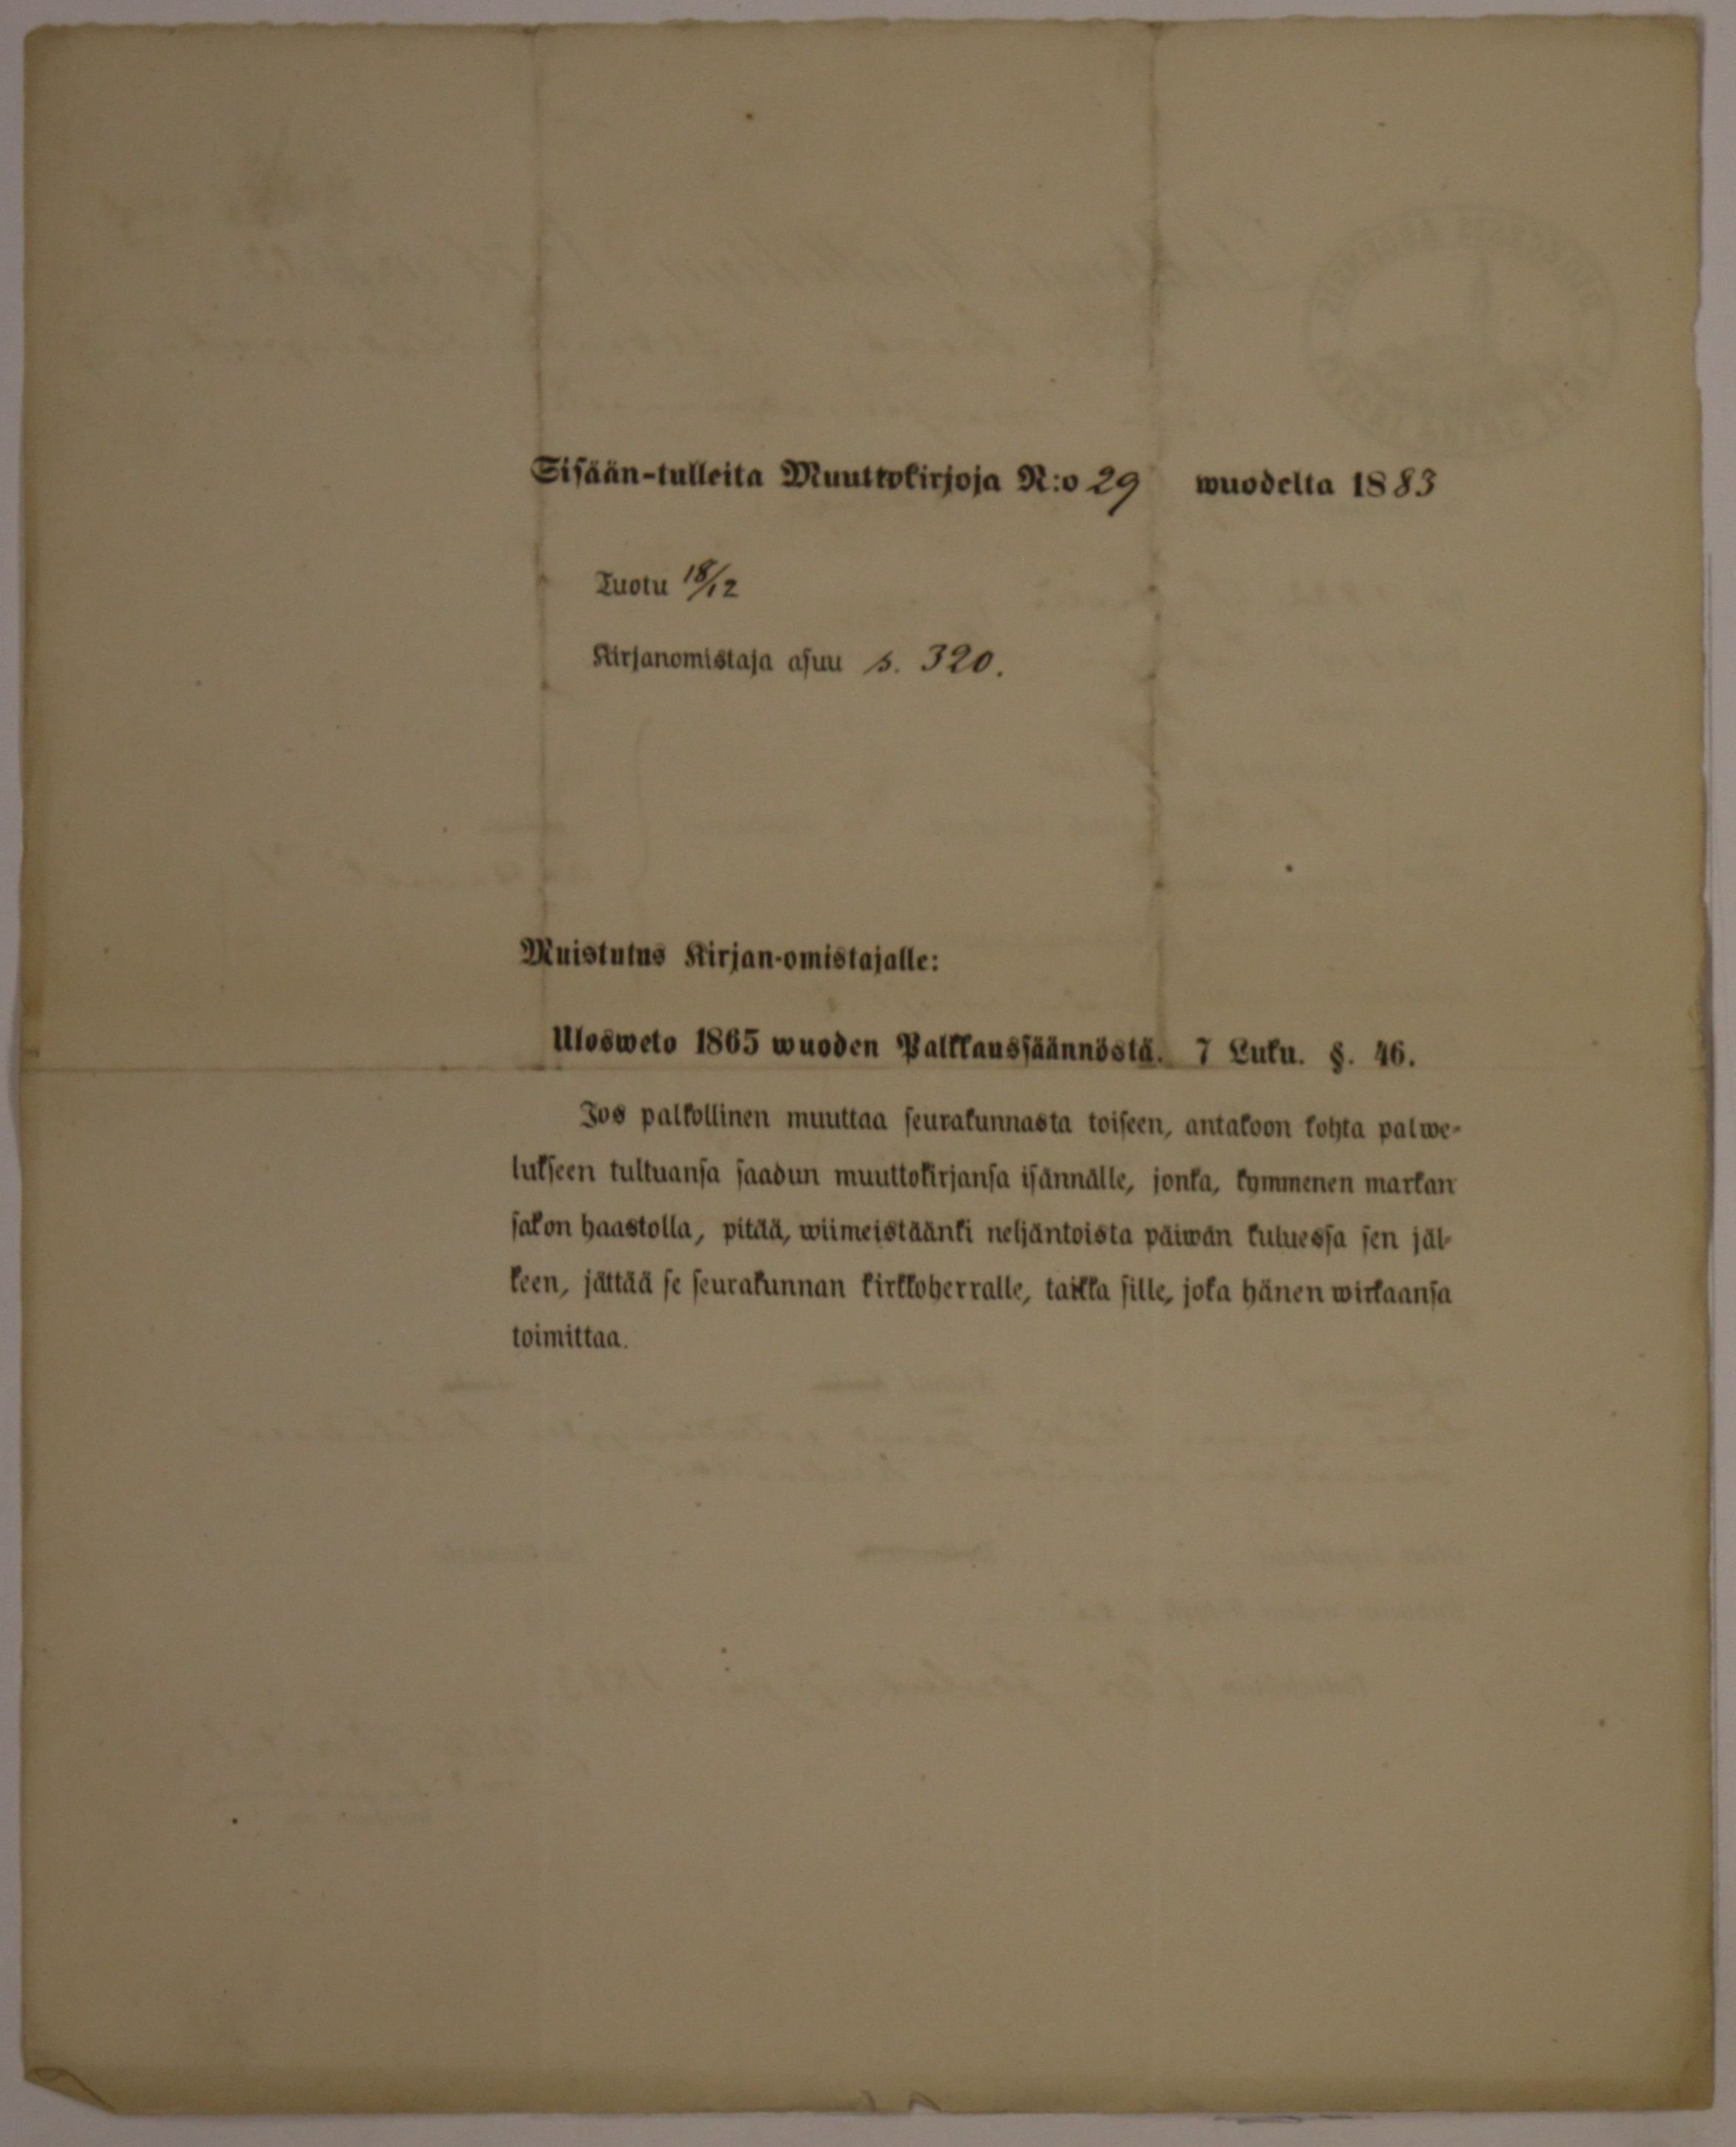 Sisään-tulleita Muuttokirjoja N:o 29 wuodelta 1883
Tuotu 18/12
Kirjanomistaja asuu s. 320.
Muistutus Kirjan-omistajalle:
Ulosweto 1865 wuoden Palkkaussäännöstä. 7 Luku. §. 46.
Jos palkollinen muuttaa seurakunnasta toiseen, antakoon kohta palwe-
lukseen tultuansa saadun muuttokirjansa isännälle, jonka, kymmenen markan
sakon haastolla, pitää, wiimeistäänki neljäntoista päiwän kuluessa sen jäl-
keen, jättää se seurakunnan kirkkoherralle, taikka sille, joka hänen wirkaansa
toimittaa.